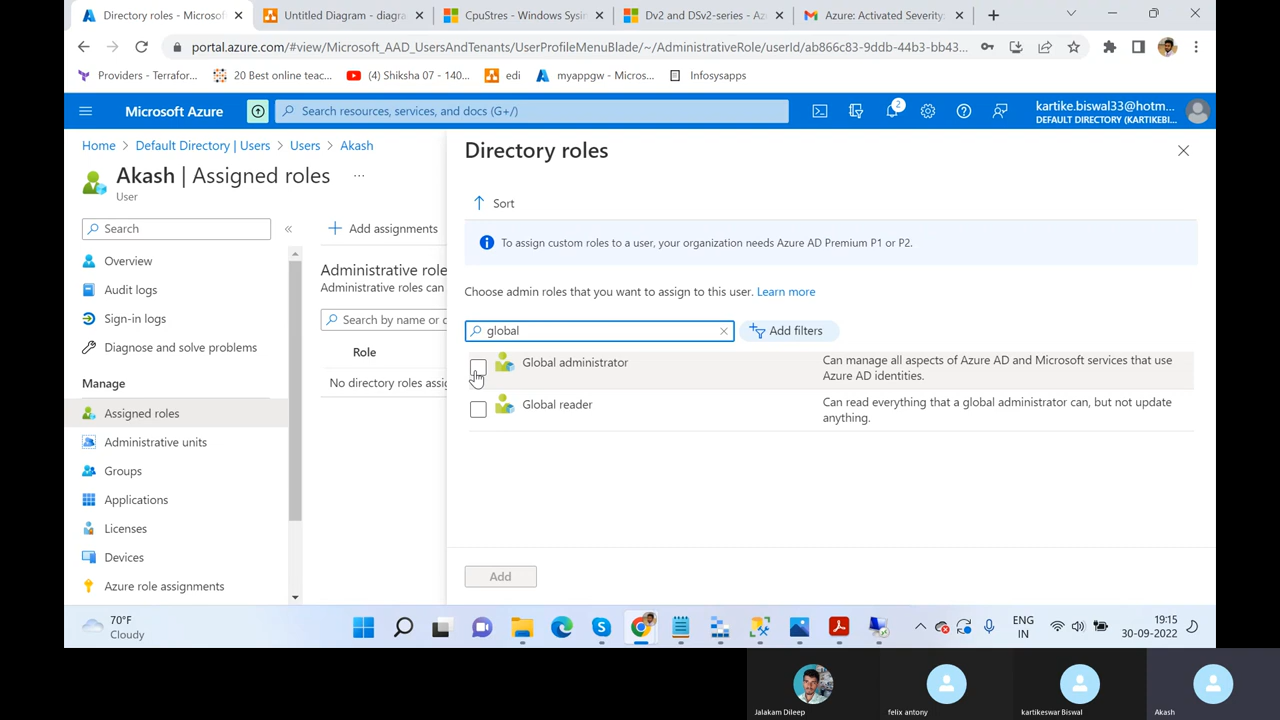 Directory roles - Microsof
Untitled Diagram - diagra
CpuStres - Windows Sysin
Dv2 and DSv2-series - Az
Azure: Activated Severity
portal.azure.com/#view/Microsoft_AAD_UsersAndTenants/UserProfileMenuBlade/~/AdministrativeRole/userId/ab866c83-9ddb-44b3-bb43...
Providers - Terrafor...
20 Best online teac...
(4) Shiksha 07 - 140...
edi
myappgw - Micros...
Infosysapps
Microsoft Azure
Search resources, services, and docs (G+/)
2
kartike.biswal33@hotm...
DEFAULT DIRECTORY (KARTIKEBI...
Home > Default Directory | Users > Users > Akash
Akash | Assigned roles ...
User
Search
«
Overview
Audit logs
Sign-in logs
Diagnose and solve problems
Manage
Assigned roles
Administrative units
Groups
Applications
Licenses
Devices
Azure role assignments
+ Add assignments
Administrative role
Administrative roles can
Search by name or d
Role
No directory roles assig
Directory roles
Sort
To assign custom roles to a user, your organization needs Azure AD Premium P1 or P2.
Choose admin roles that you want to assign to this user. Learn more
global
Add filters
Global administrator
Can manage all aspects of Azure AD and Microsoft services that use
Azure AD identities.
Global reader
Can read everything that a global administrator can, but not update
anything.
Add
70°F
Cloudy
ENG
IN
19:15
30-09-2022
Jalakam Dileep
felix antony
kartikeswar Biswal
Akash